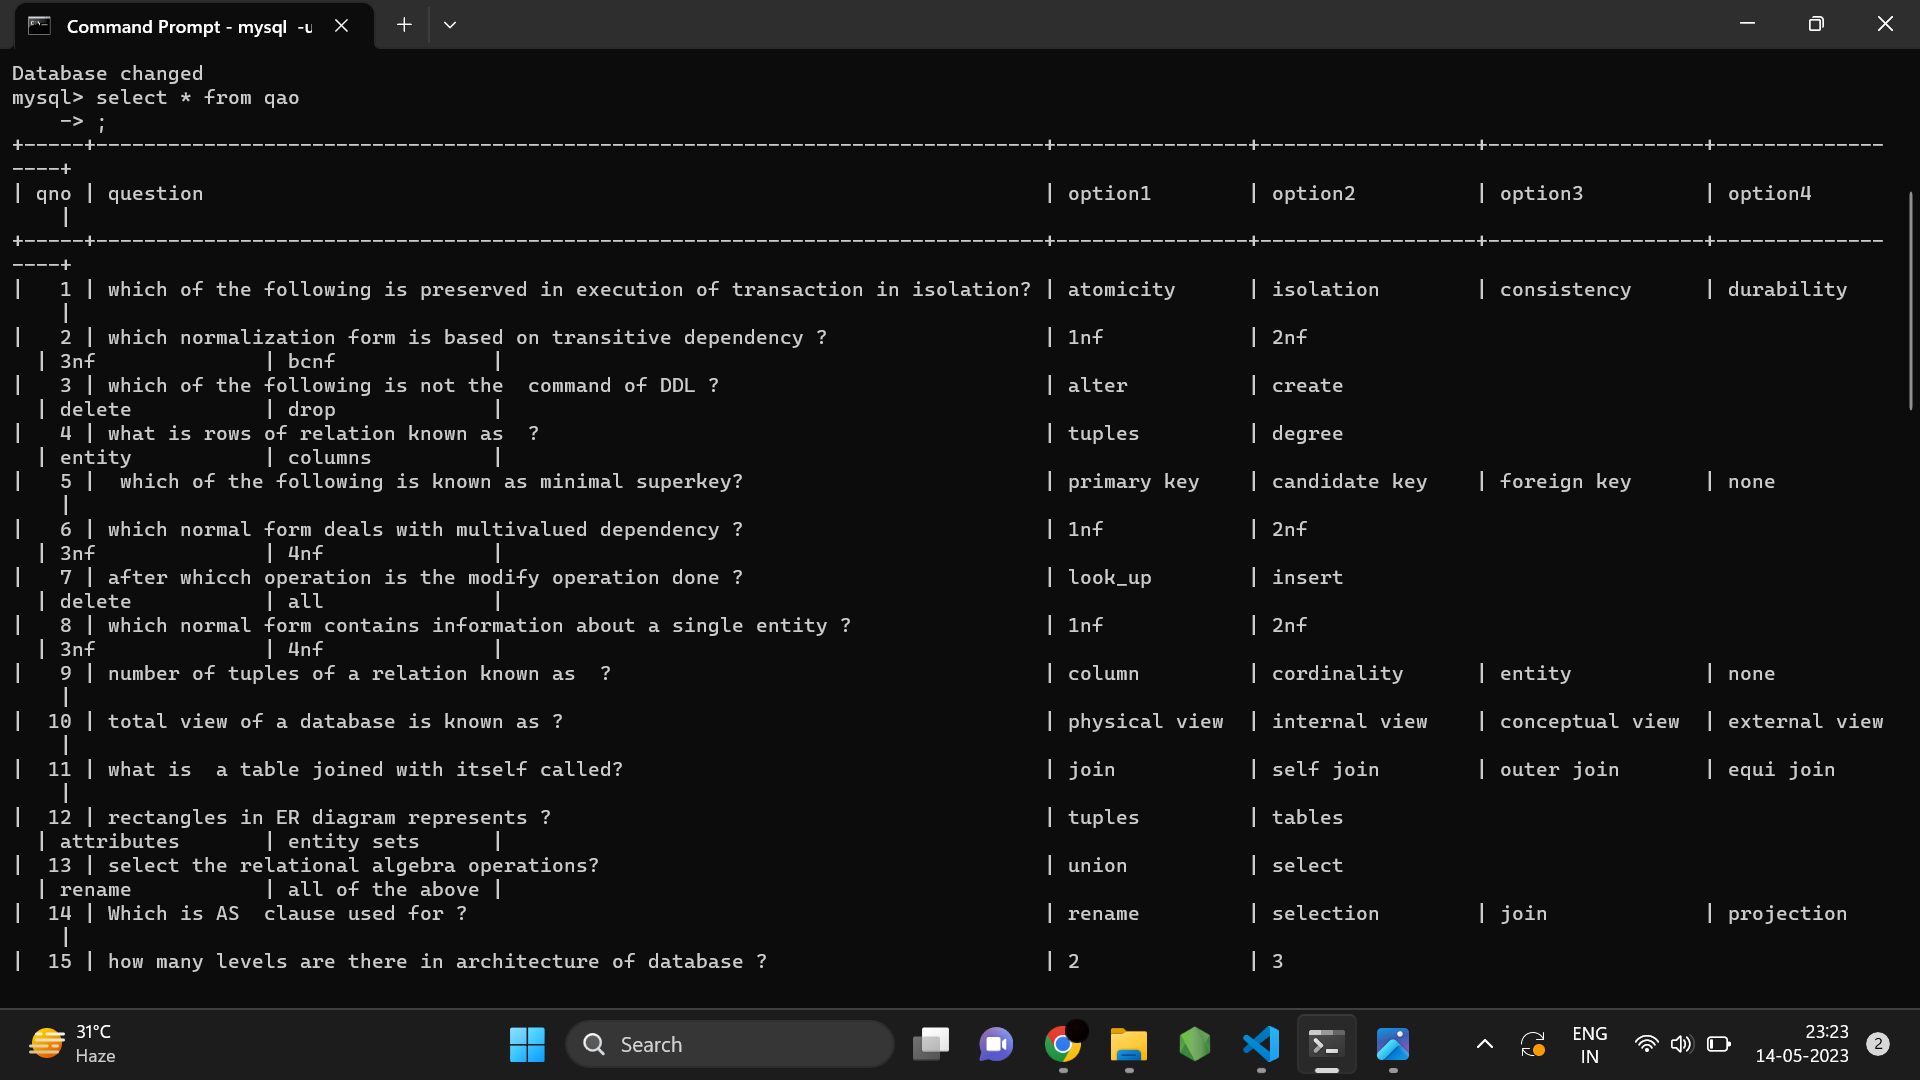 Command Prompt - mysql -u
Database changed
mysql> select * from qao
    -> ;
+-----+-------------------------------------------------------------------------------+----------------+------------------+------------------+--------------
----+
| qno | question                                                                      | option1        | option2          | option3          | option4
    |
+-----+-------------------------------------------------------------------------------+----------------+------------------+------------------+--------------
----+
|   1 | which of the following is preserved in execution of transaction in isolation? | atomicity      | isolation        | consistency      | durability
    |
|   2 | which normalization form is based on transitive dependency ?                  | 1nf            | 2nf
  | 3nf              | bcnf             |
|   3 | which of the following is not the  command of DDL ?                           | alter          | create
  | delete           | drop             |
|   4 | what is rows of relation known as  ?                                          | tuples         | degree
  | entity           | columns          |
|   5 |  which of the following is known as minimal superkey?                         | primary key    | candidate key    | foreign key      | none
    |
|   6 | which normal form deals with multivalued dependency ?                         | 1nf            | 2nf
  | 3nf              | 4nf              |
|   7 | after whicch operation is the modify operation done ?                         | look_up        | insert
  | delete           | all              |
|   8 | which normal form contains information about a single entity ?                | 1nf            | 2nf
  | 3nf              | 4nf              |
|   9 | number of tuples of a relation known as  ?                                    | column         | cordinality      | entity           | none
    |
|  10 | total view of a database is known as ?                                        | physical view  | internal view    | conceptual view  | external view
    |
|  11 | what is  a table joined with itself called?                                   | join           | self join        | outer join       | equi join
    |
|  12 | rectangles in ER diagram represents ?                                         | tuples         | tables
  | attributes       | entity sets      |
|  13 | select the relational algebra operations?                                     | union          | select
  | rename           | all of the above |
|  14 | Which is AS  clause used for ?                                                | rename         | selection        | join             | projection
    |
|  15 | how many levels are there in architecture of database ?                       | 2              | 3
31°C
Haze
Search
ENG
IN
23:23
14-05-2023
2